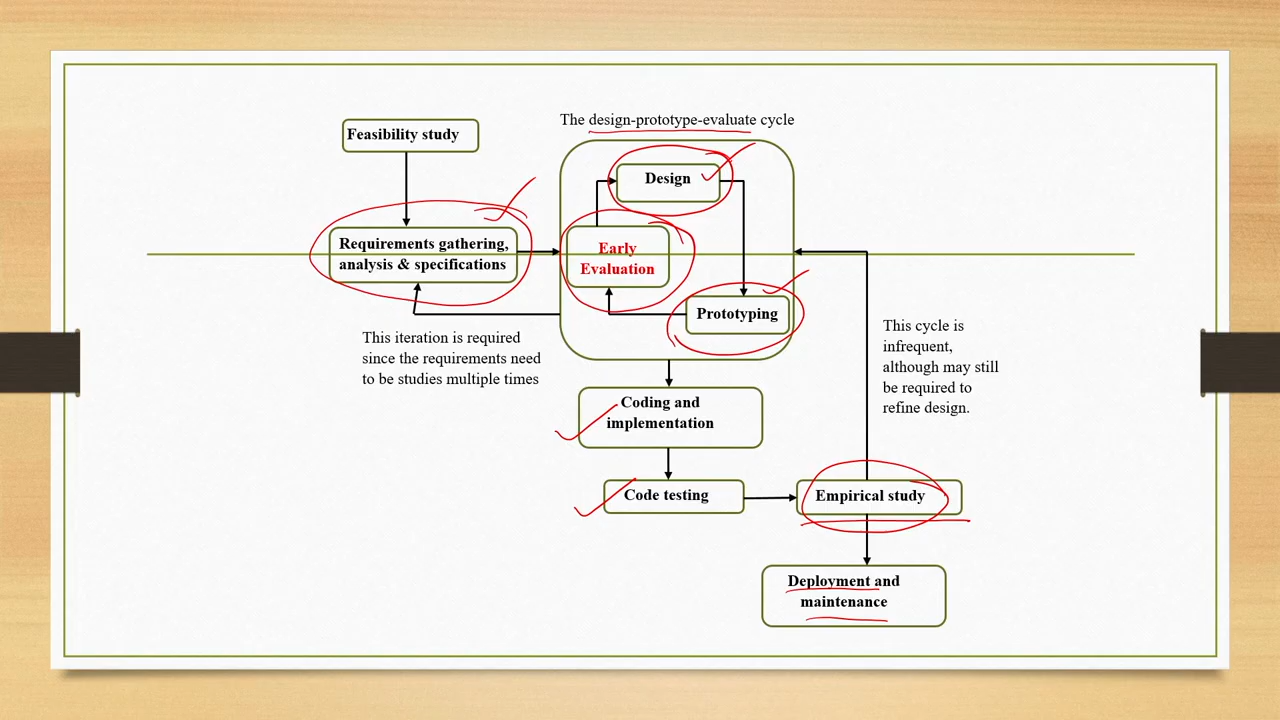 The design-prototype-evaluate cycle
Feasibility study
Design
Requirements gathering,
analysis & specifications
Early
Evaluation
Prototyping
This iteration is required
since the requirements need
to be studies multiple times
This cycle is
infrequent,
although may still
be required to
refine design.
Coding and
implementation
Code testing
Empirical study
Deployment and
maintenance